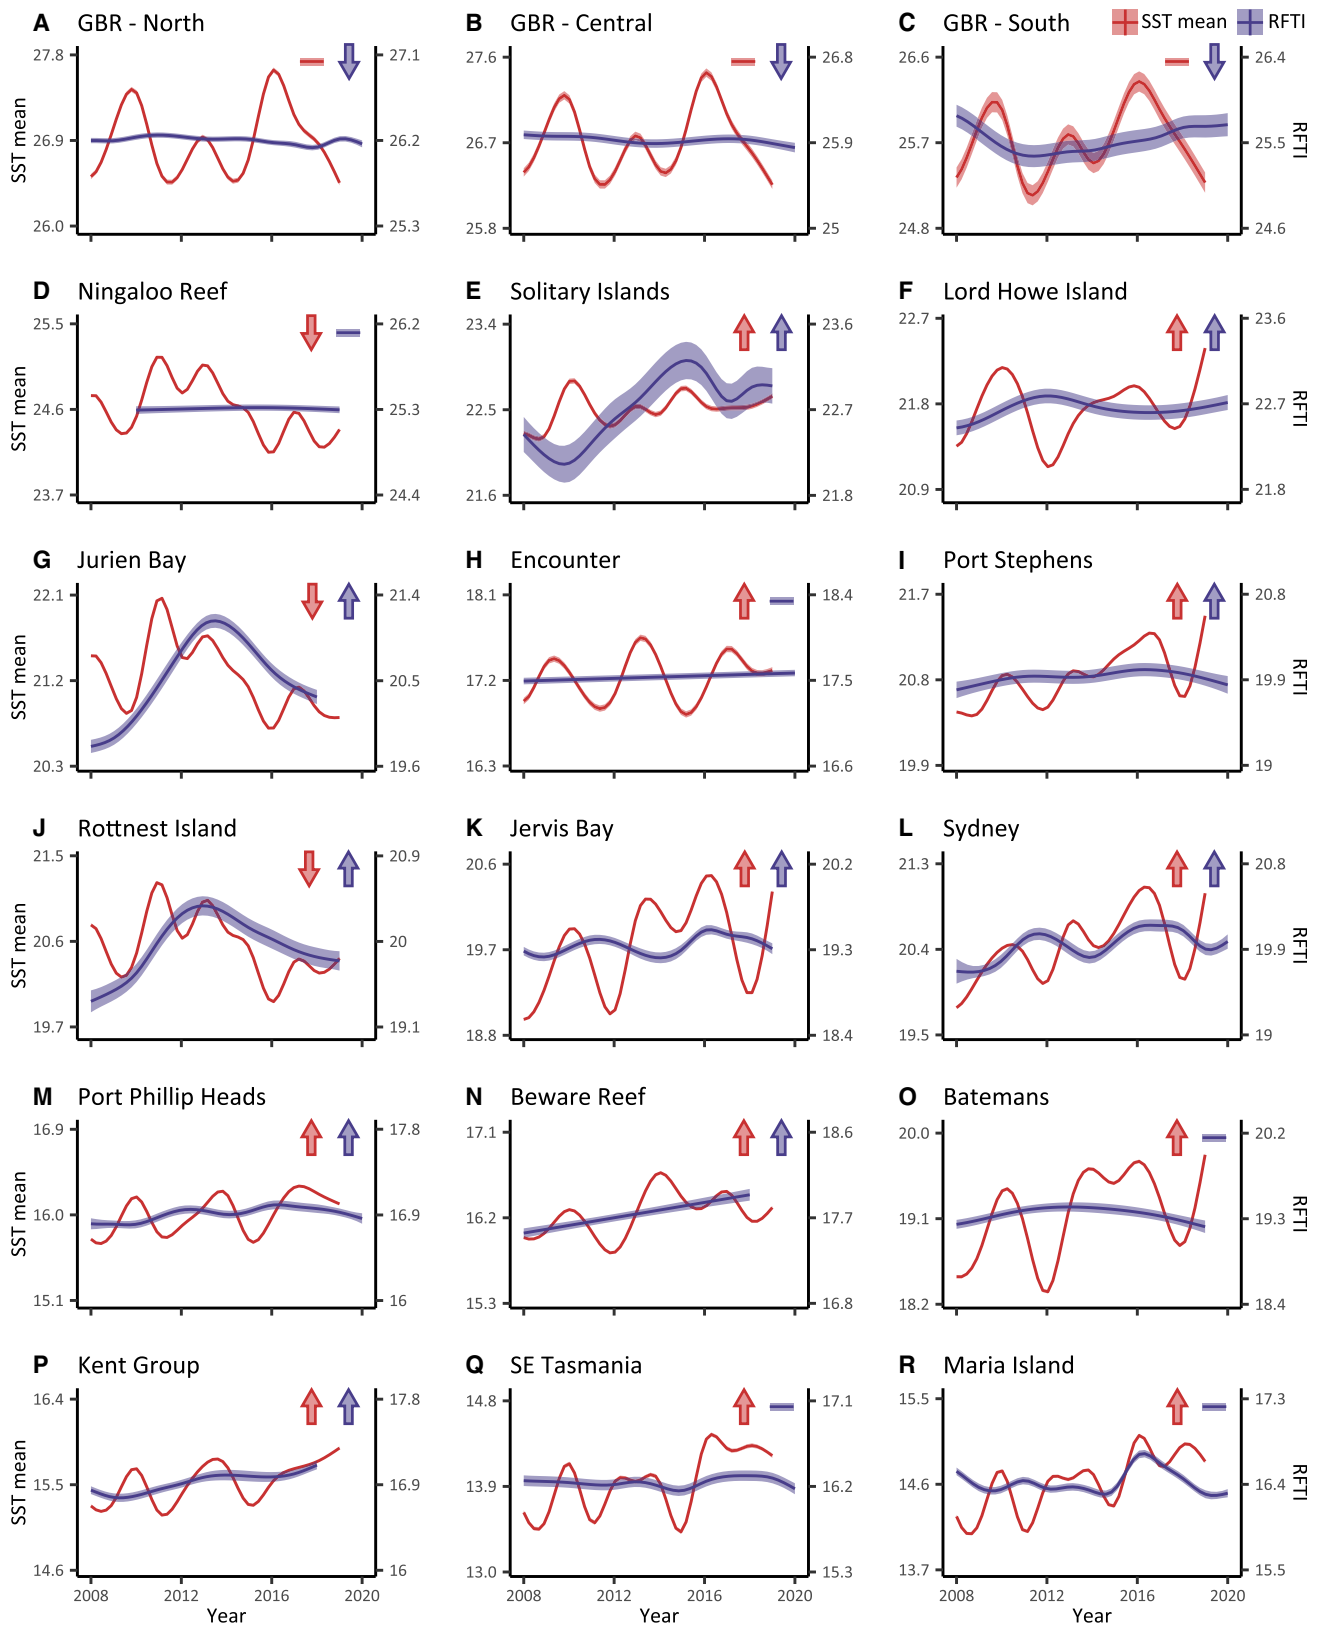 A GBR - North
B GBR - Central
C GBR - South
SST mean RFTI
27.8 27.1
26.9 26.2
26.0 25.3
SST mean
27.6 26.8
26.7 25.9
25.8 25
26.6 26.4
25.7 25.5
24.8 24.6
RFTI
D Ningaloo Reef
E Solitary Islands
F Lord Howe Island
25.5 26.2
24.6 25.3
23.7 24.4
SST mean
23.4 23.6
22.5 22.7
21.6 21.8
22.7 23.6
21.8 22.7
20.9 21.8
RFTI
G Jurien Bay
H Encounter
I Port Stephens
22.1 21.4
21.2 20.5
20.3 19.6
SST mean
18.1 18.4
17.2 17.5
16.3 16.6
21.7 20.8
20.8 19.9
19.9 19
RFTI
J Rottnest Island
K Jervis Bay
L Sydney
21.5 20.9
20.6 20
19.7 19.1
SST mean
20.6 20.2
19.7 19.3
18.8 18.4
21.3 20.8
20.4 19.9
19.5 19
RFTI
M Port Phillip Heads
N Beware Reef
O Batemans
16.9 17.8
16.0 16.9
15.1 16
SST mean
17.1 18.6
16.2 17.7
15.3 16.8
20.0 20.2
19.1 19.3
18.2 18.4
RFTI
P Kent Group
Q SE Tasmania
R Maria Island
16.4 17.8
15.5 16.9
14.6 16
SST mean
14.8 17.1
13.9 16.2
13.0 15.3
15.5 17.3
14.6 16.4
13.7 15.5
RFTI
2008 2012 2016 2020
2008 2012 2016 2020
2008 2012 2016 2020
Year
Year
Year